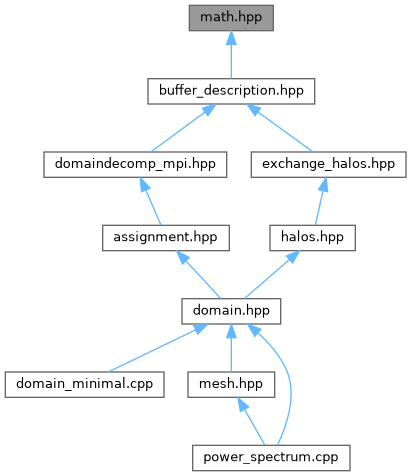 math.hpp
buffer_description.hpp
domaindecomp_mpi.hpp
exchange_halos.hpp
assignment.hpp
halos.hpp
domain.hpp
domain_minimal.cpp
mesh.hpp
power_spectrum.cpp